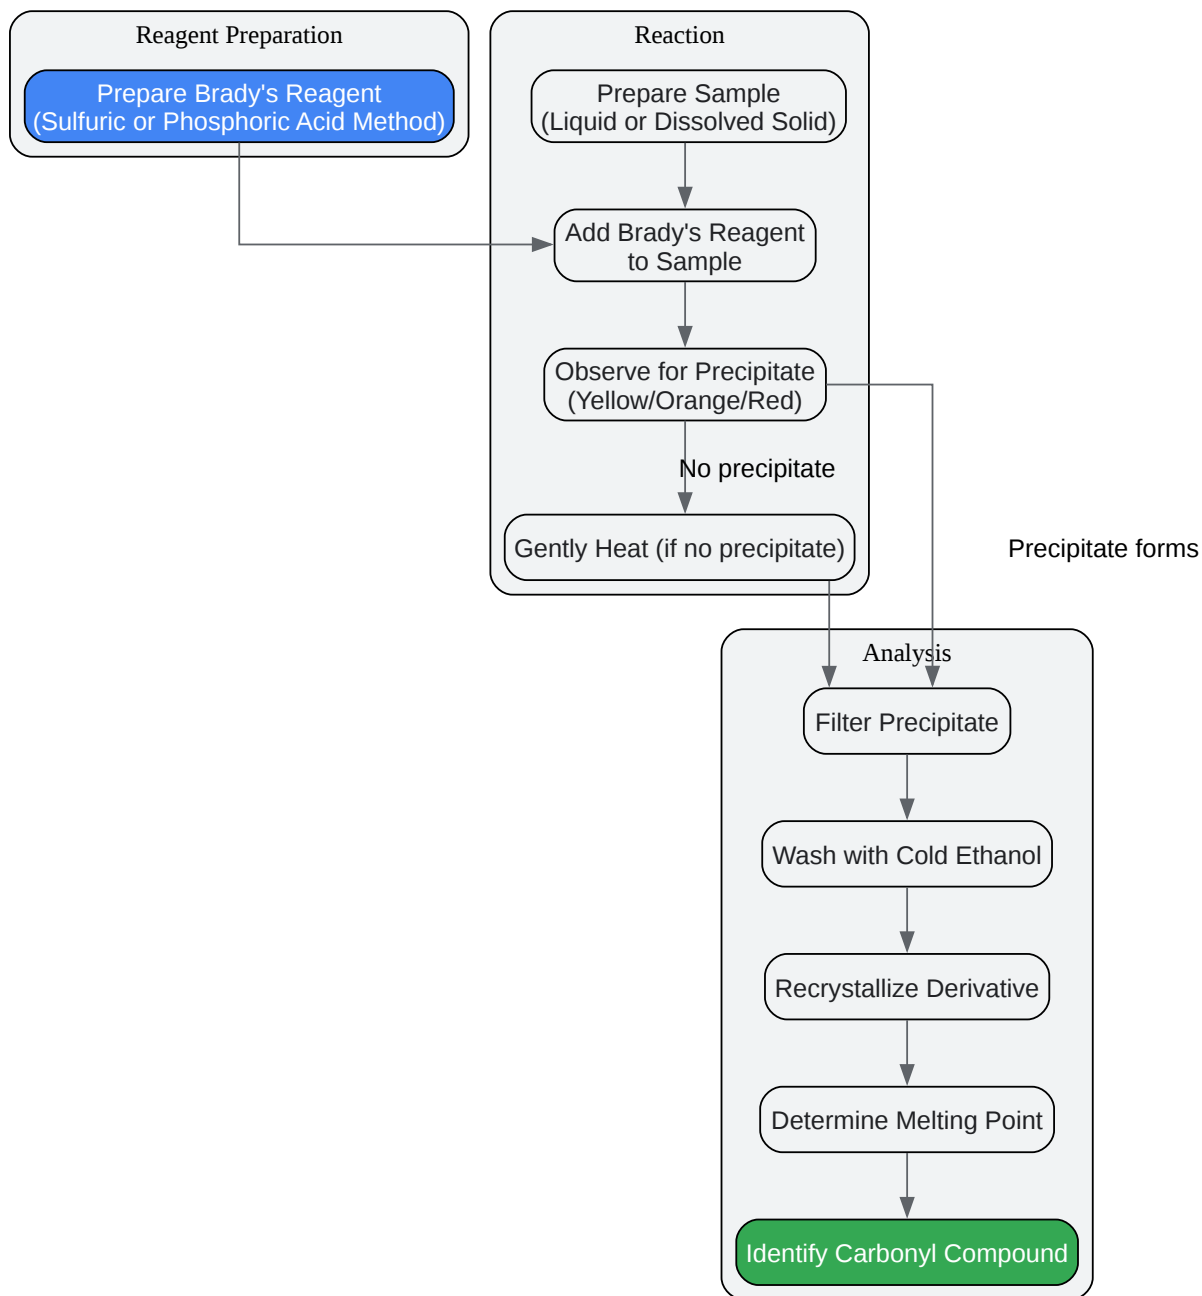 Reagent Preparation
Prepare Brady's Reagent
(Sulfuric or Phosphoric Acid Method)
Reaction
Prepare Sample
(Liquid or Dissolved Solid)
Add Brady's Reagent
to Sample
Observe for Precipitate
(Yellow/Orange/Red)
No precipitate
Gently Heat (if no precipitate)
Precipitate forms
Analysis
Filter Precipitate
Wash with Cold Ethanol
Recrystallize Derivative
Determine Melting Point
Identify Carbonyl Compound